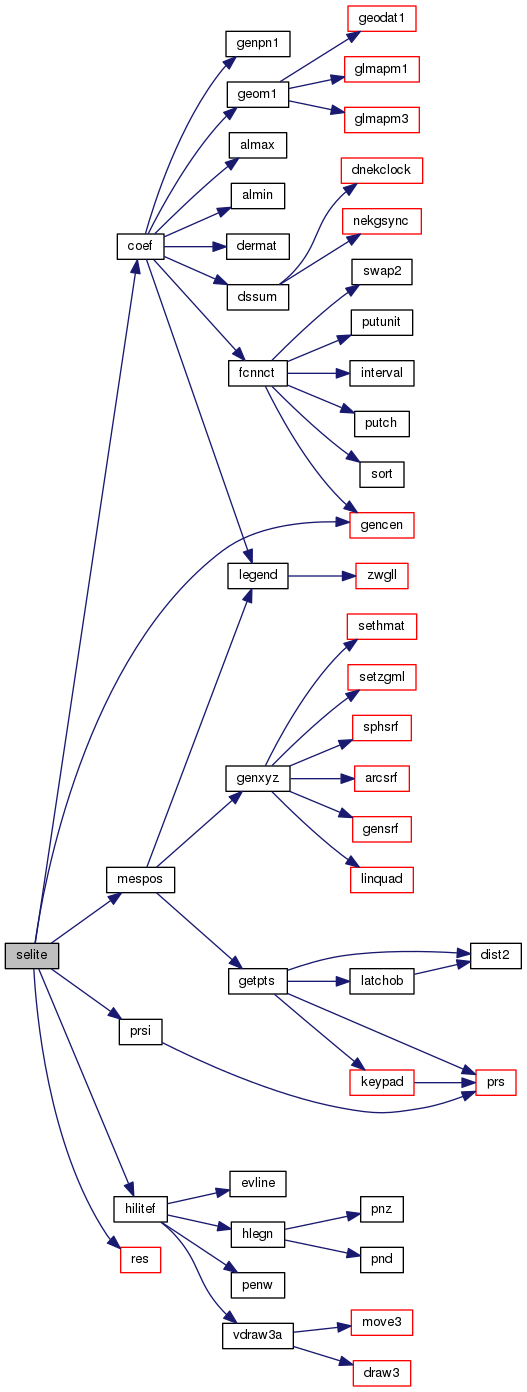 geodat1
genpn1
glmapm1
geom1
glmapm3
almax
dnekclock
almin
nekgsync
coef
dermat
swap2
dssum
putunit
fcnnct
interval
putch
sort
gencen
legend
zwgll
sethmat
setzgml
sphsrf
genxyz
arcsrf
gensrf
mespos
linquad
selite
dist2
getpts
latchob
prsi
keypad
prs
evline
hilitef
pnz
hlegn
res
pnd
penw
move3
vdraw3a
draw3